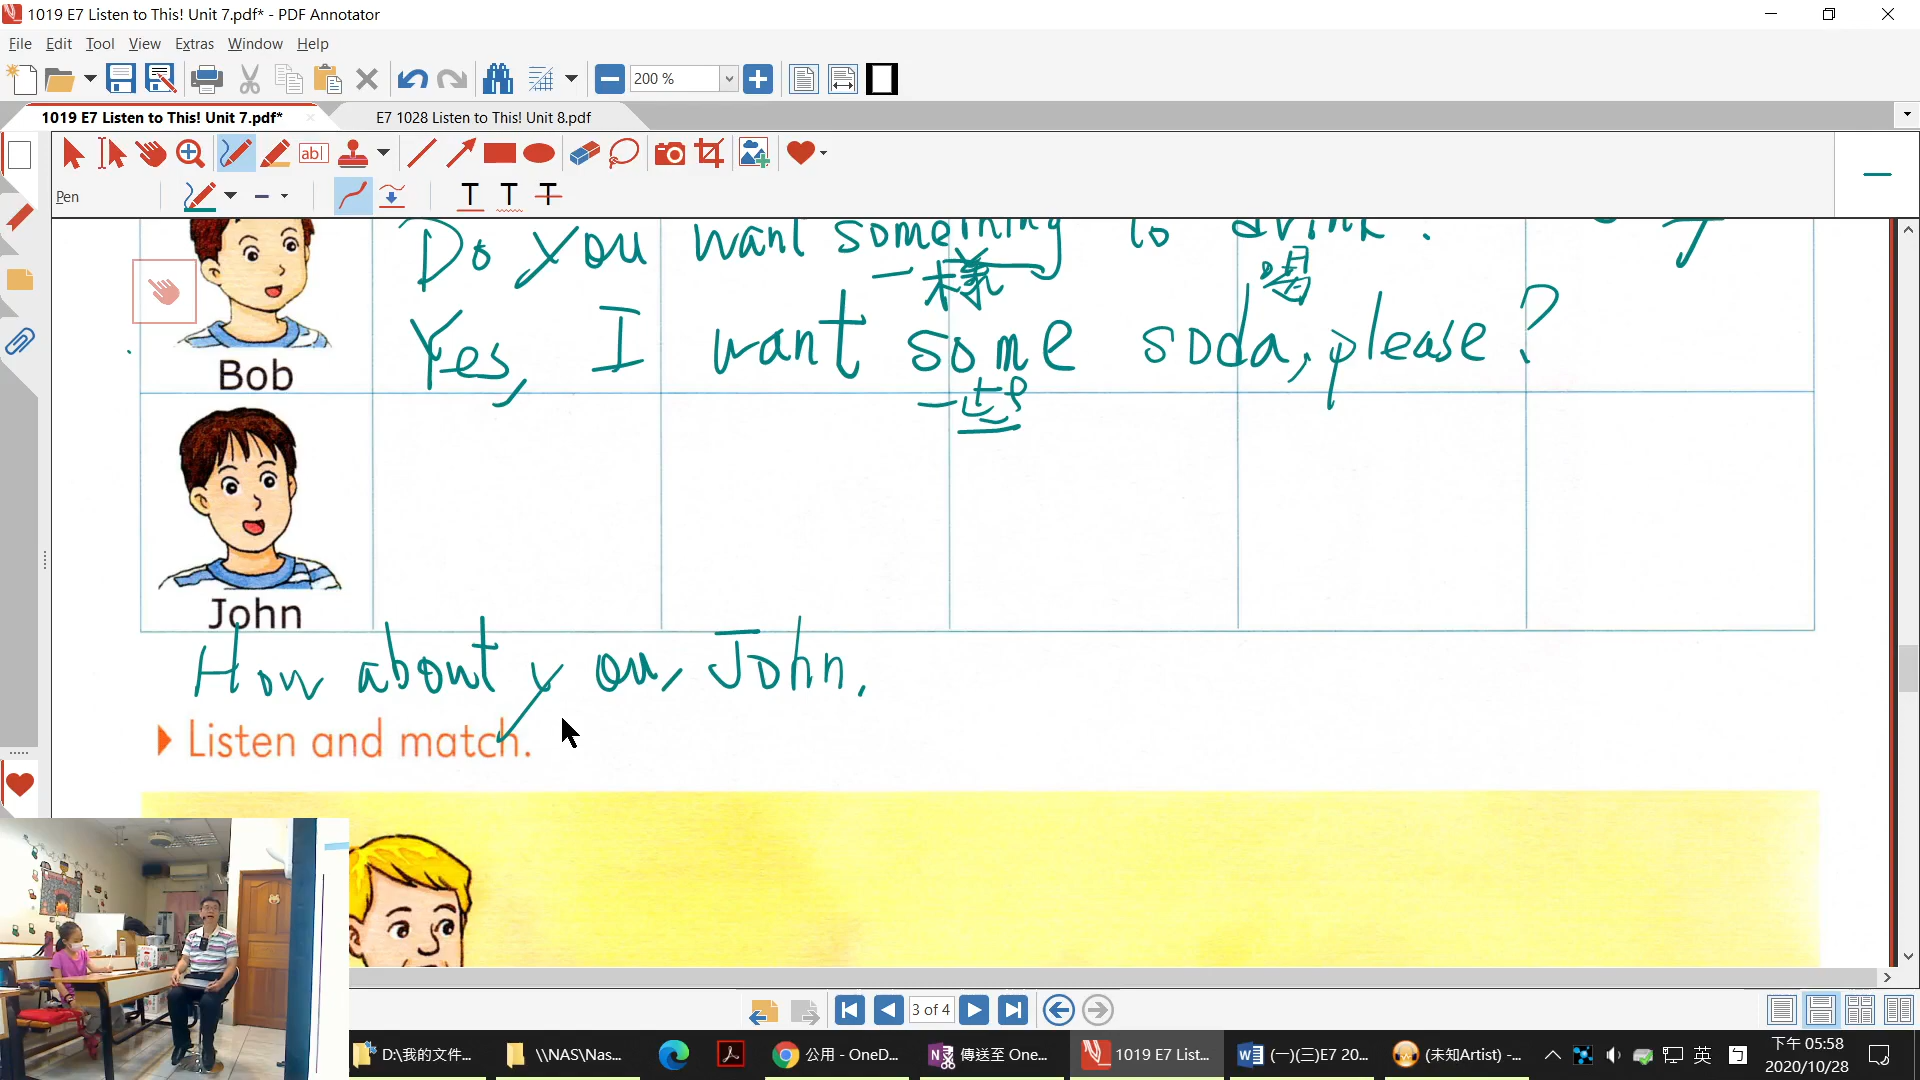 1019 E7 Listen to This! Unit 7.pdf* - PDF Annotator
File Edit Tool View Extras Window Help
200 %
1019 E7 Listen to This! Unit 7.pdf*
E7 1028 Listen to This! Unit 8.pdf
ab|
Pen
T T T
Do you want something to drink?
一樣 喝
Yes, I want some soda, please?
一些
Bob
John
How about you, John.
Listen and match.
3 of 4
D:\我的文件...
\\NAS\Nas...
公用 - OneD...
傳送至 One...
1019 E7 List...
(一)(三)E7 20...
(未知Artist) -...
英
下午 05:58
2020/10/28